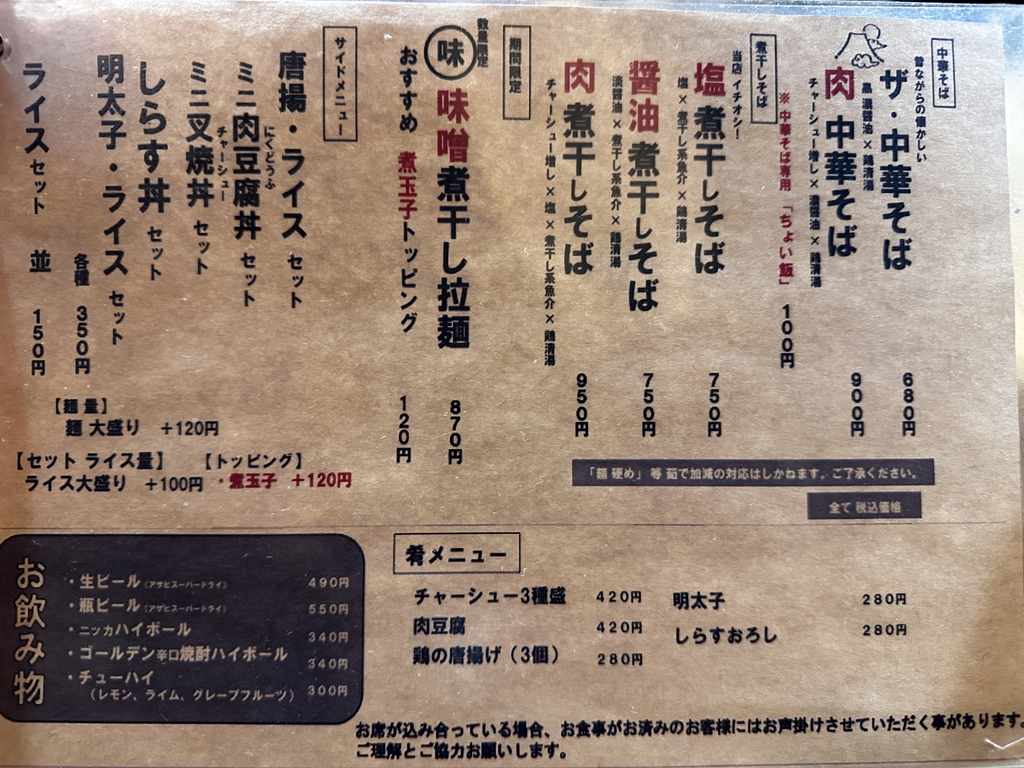 中華そば
昔ながらの懐かしい
ザ・中華そば 680円
黒 濃醤油×鶏清湯
肉 中華そば 900円
チャーシュー増し×濃醤油×鶏清湯
※中華そば専用「ちょい飯」 100円
煮干しそば
当店 イチオシー
塩 煮干しそば 750円
塩×煮干し系魚介×鶏清湯
醤油 煮干しそば 750円
淡醤油×煮干し系魚介×鶏清湯
肉 煮干しそば 950円
チャーシュー増し×塩×煮干し系魚介×鶏清湯
期間限定
数量限定
味 味噌煮干し拉麺 870円
おすすめ 煮玉子トッピング 120円
サイドメニュー
唐揚・ライス セット
にくどうふ
ミニ肉豆腐丼 セット
チャーシュー
ミニ叉焼丼 セット
しらす丼 セット
明太子・ライス セット
各種 350円
ライスセット 並 150円
【麺 量】
麺 大盛り +120円
【セット ライス量】
ライス大盛り +100円
【トッピング】
・煮玉子 +120円
「麺 硬め」 等 茹で加減の対応はしかねます。ご了承ください。
全て 税込価格
お飲み物
・生ビール(アサヒスーパードライ) 490円
・瓶ビール(アサヒスーパードライ) 550円
・ニッカハイボール 340円
・ゴールデン辛口焼酎ハイボール 340円
・チューハイ
(レモン、ライム、グレープフルーツ) 300円
肴メニュー
チャーシュー3種盛 420円
肉豆腐 420円
鶏の唐揚げ(3個) 280円
明太子 280円
しらすおろし 280円
お席が込み合っている場合、お食事がお済みのお客様にはお声掛けさせていただく事があります。
ご理解とご協力お願いします。